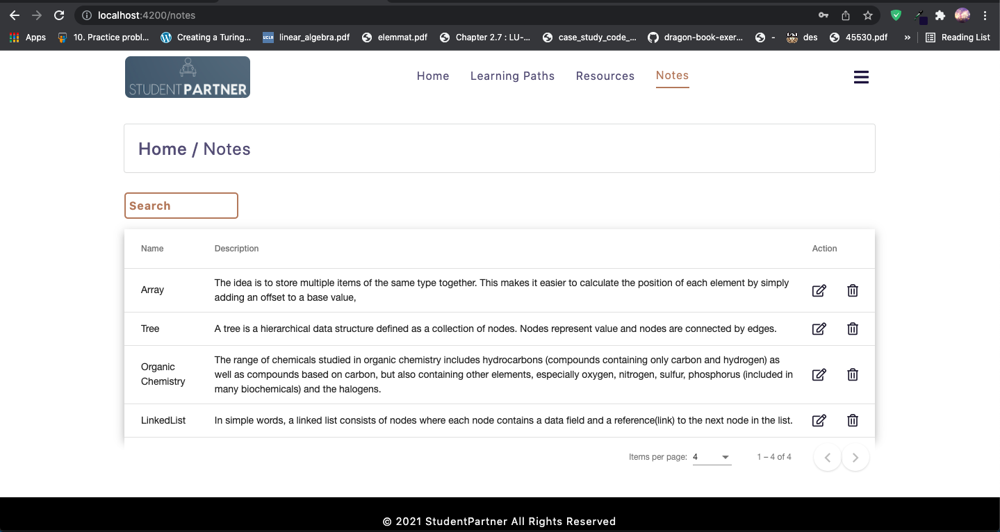 localhost:4200/notes
Apps 10. Practice probl... Creating a Turing... UCLA linear_algebra.pdf elemmat.pdf Chapter 2.7 : LU-... case_study_code_... dragon-book-exer... - des 45530.pdf » Reading List
STUDENTPARTNER Home Learning Paths Resources Notes
Home / Notes
Search
Name Description Action
Array The idea is to store multiple items of the same type together. This makes it easier to calculate the position of each element by simply
adding an offset to a base value,
Tree A tree is a hierarchical data structure defined as a collection of nodes. Nodes represent value and nodes are connected by edges.
Organic The range of chemicals studied in organic chemistry includes hydrocarbons (compounds containing only carbon and hydrogen) as
Chemistry well as compounds based on carbon, but also containing other elements, especially oxygen, nitrogen, sulfur, phosphorus (included in
many biochemicals) and the halogens.
LinkedList In simple words, a linked list consists of nodes where each node contains a data field and a reference(link) to the next node in the list.
Items per page: 4 1 – 4 of 4
© 2021 StudentPartner All Rights Reserved